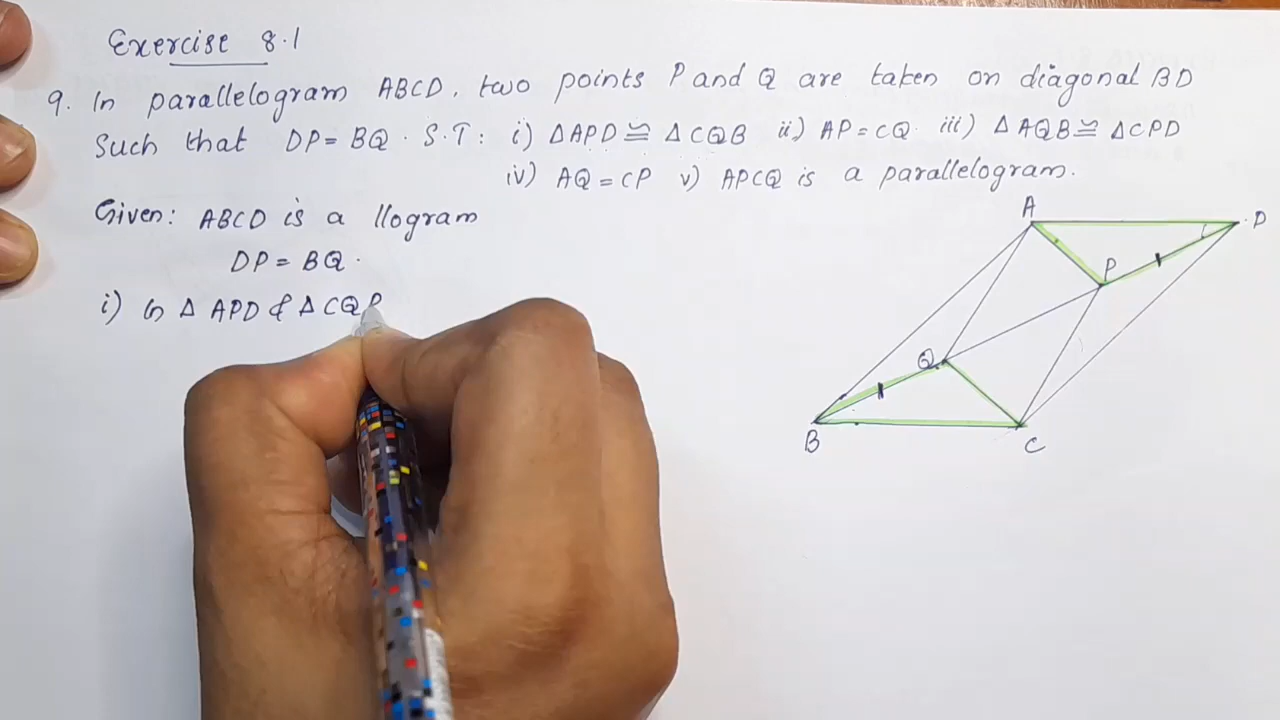 Exercise 8.1
9. In parallelogram ABCD, two points P and Q are taken on diagonal BD
Such that DP = BQ. S.T: i) ΔAPD ≅ ΔCQB ii) AP = CQ. iii) ΔAQB ≅ ΔCPD
iv) AQ = CP v) APCQ is a parallelogram.
Given: ABCD is a llogram
DP = BQ.
i) In Δ APD & Δ CQ
A
D
P
Q
B
C